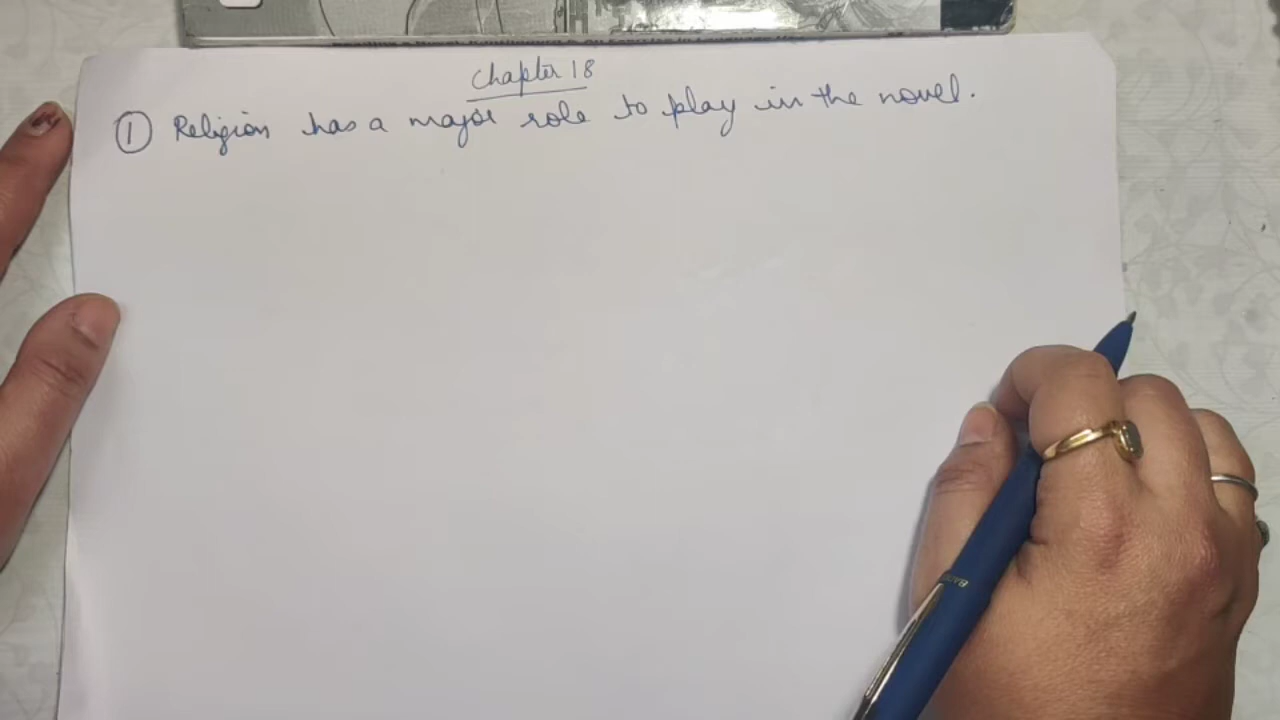 Chapter 18
① Religion has a major role to play in the novel.